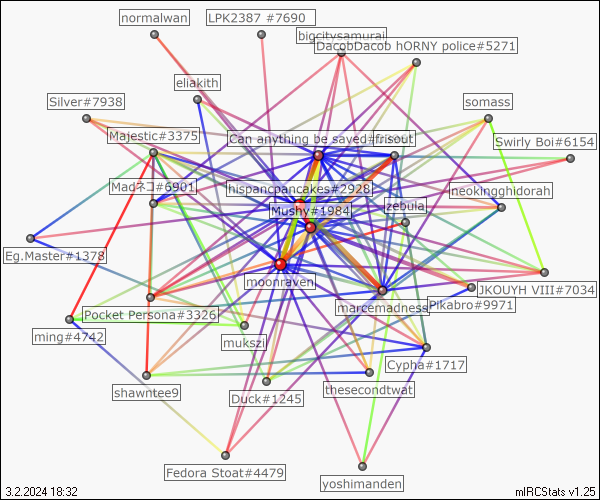 normalwan
LPK2387 #7690
bigcitysamurai
DacobDacob hORNY police#5271
eliakith
Silver#7938
somass
Majestic#3375
Can anything be saved#
frisout
Swirly Boi#6154
Madネコ#6901
hispancpancakes#2928
neokingghidorah
Mushy#1984
zebula
Eg.Master#1378
moonraven
JKOUYH VIII#7034
Pocket Persona#3326
marcemadness
Pikabro#9971
ming#4742
mukszi
Cypha#1717
shawntee9
Duck#1245
thesecondtwat
Fedora Stoat#4479
yoshimanden
3.2.2024 18:32
mIRCStats v1.25